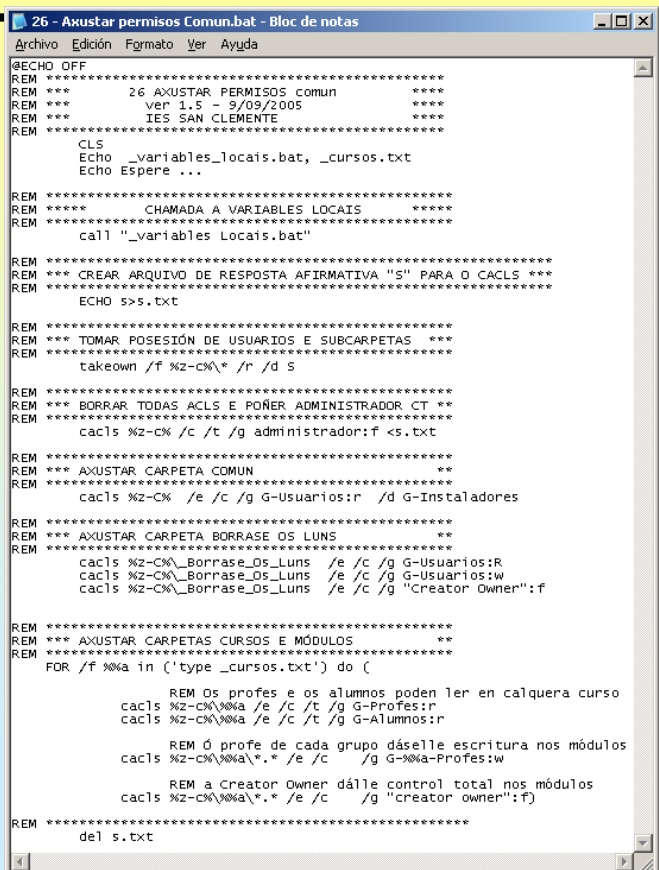 26 - Axustar permisos Comun.bat - Bloc de notas
Archivo Edición Formato Ver Ayuda
@ECHO OFF
REM ************************************************
REM ***       26 AXUSTAR PERMISOS comun         ****
REM ***         ver 1.5 - 9/09/2005             ****
REM ***         IES SAN CLEMENTE                ****
REM ************************************************
CLS
Echo  _variables_locais.bat, _cursos.txt
Echo Espere ...
REM *************************************************
REM *****       CHAMADA A VARIABLES LOCAIS      *****
REM *************************************************
call "_variables Locais.bat"
REM *************************************************************
REM *** CREAR ARQUIVO DE RESPOSTA AFIRMATIVA "S" PARA O CACLS ***
REM *************************************************************
ECHO s>s.txt
REM *************************************************
REM *** TOMAR POSESIÓN DE USUARIOS E SUBCARPETAS  ***
REM *************************************************
takeown /f %z-c%\* /r /d S
REM *************************************************
REM *** BORRAR TODAS ACLS E POÑER ADMINISTRADOR CT **
REM *************************************************
cacls %z-c% /c /t /g administrador:f <s.txt
REM *************************************************
REM *** AXUSTAR CARPETA COMUN                      **
REM *************************************************
cacls %z-C%  /e /c /g G-Usuarios:r  /d G-Instaladores
REM *************************************************
REM *** AXUSTAR CARPETA BORRASE OS LUNS            **
REM *************************************************
cacls %z-C%\_Borrase_Os_Luns  /e /c /g G-Usuarios:R
cacls %z-C%\_Borrase_Os_Luns  /e /c /g G-Usuarios:w
cacls %z-C%\_Borrase_Os_Luns  /e /c /g "Creator Owner":f
REM *************************************************
REM *** AXUSTAR CARPETAS CURSOS E MÓDULOS          **
REM *************************************************
FOR /f %%a in ('type _cursos.txt') do (
REM Os profes e os alumnos poden ler en calquera curso
cacls %z-c%\%%a /e /c /t /g G-Profes:r
cacls %z-c%\%%a /e /c /t /g G-Alumnos:r
REM Ó profe de cada grupo dáselle escritura nos módulos
cacls %z-c%\%%a\*.* /e /c    /g G-%%a-Profes:w
REM a Creator Owner dálle control total nos módulos
cacls %z-c%\%%a\*.* /e /c    /g "creator owner":f)
REM ***************************************************
del s.txt